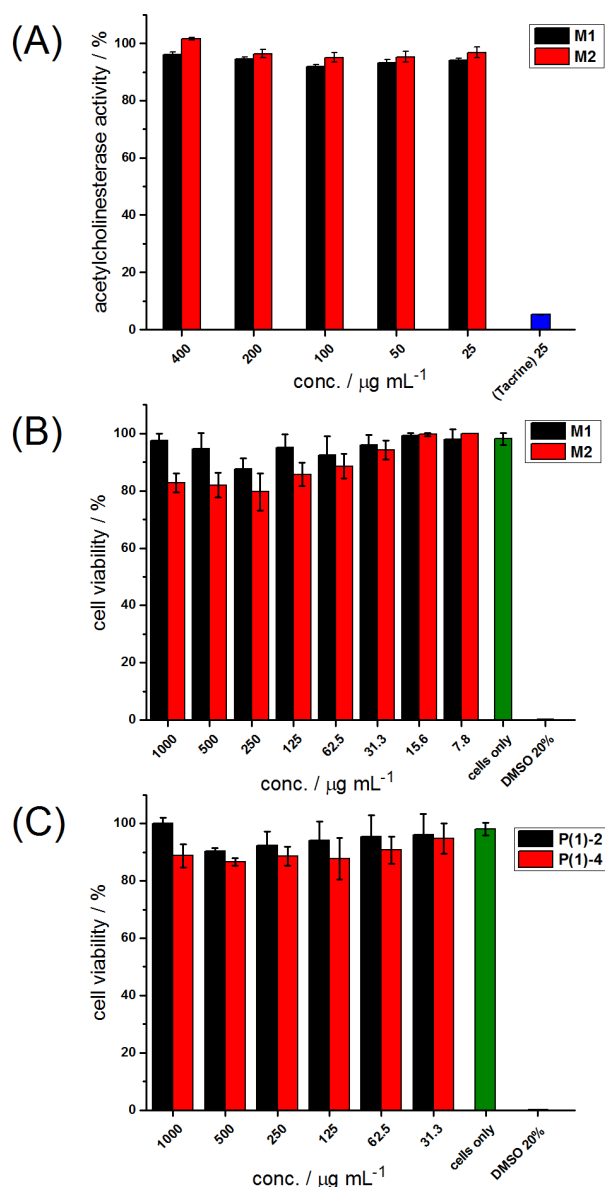 (A)
acetylcholinesterase activity / %
100
80
60
40
20
0
M1
M2
400
200
100
50
25
(Tacrine) 25
conc. / μg mL⁻¹
(B)
cell viability / %
100
80
60
40
20
0
M1
M2
1000
500
250
125
62.5
31.3
15.6
7.8
cells only
DMSO 20%
conc. / μg mL⁻¹
(C)
cell viability / %
100
80
60
40
20
0
P(1)-2
P(1)-4
1000
500
250
125
62.5
31.3
cells only
DMSO 20%
conc. / μg mL⁻¹